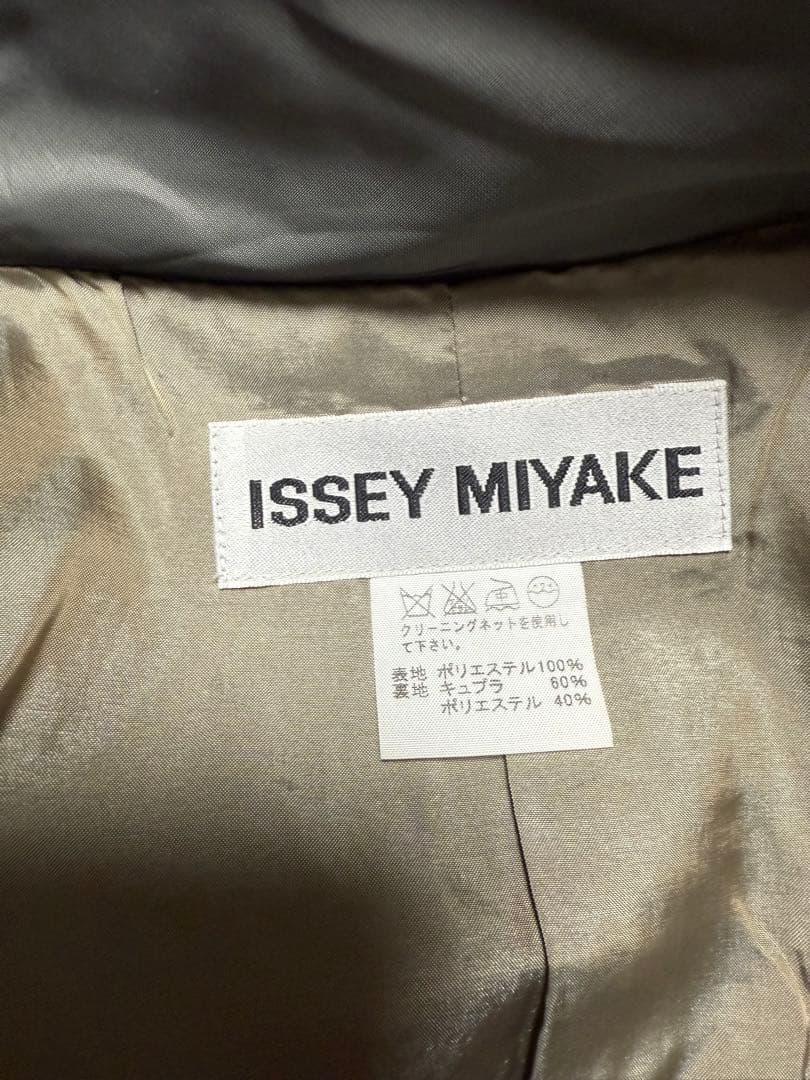 ISSEY MIYAKE
クリーニングネットを使用し
て下さい。
表地 ポリエステル100%
裏地 キュプラ 60%
ポリエステル 40%